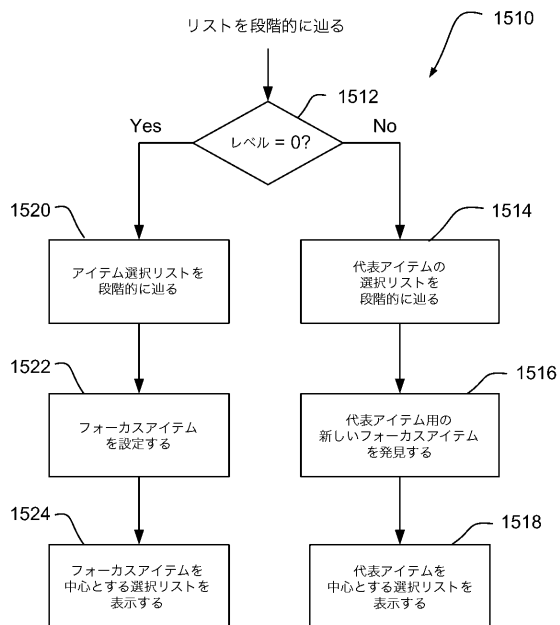 リストを段階的に辿る
1510
1512
Yes
No
レベル = 0?
1520
1514
アイテム選択リストを
段階的に辿る
代表アイテムの
選択リストを
段階的に辿る
1522
1516
フォーカスアイテム
を設定する
代表アイテム用の
新しいフォーカスアイテム
を発見する
1524
1518
フォーカスアイテムを
中心とする選択リストを
表示する
代表アイテムを
中心とする選択リストを
表示する